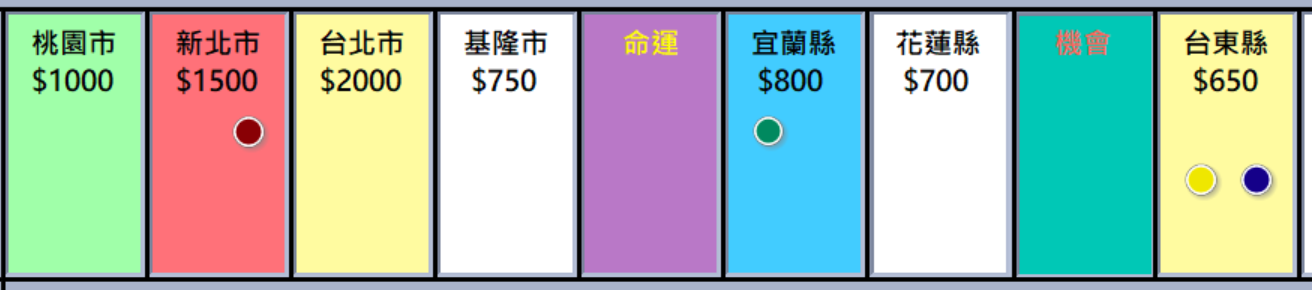 桃園市
$1000
新北市
$1500
台北市
$2000
基隆市
$750
命運
宜蘭縣
$800
花蓮縣
$700
機會
台東縣
$650